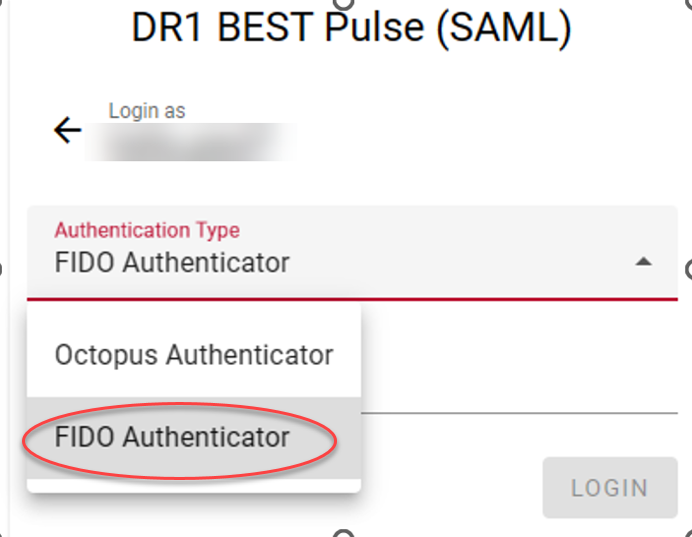 DR1 BEST Pulse (SAML)
Login as
Authentication Type
FIDO Authenticator
Octopus Authenticator
FIDO Authenticator
LOGIN